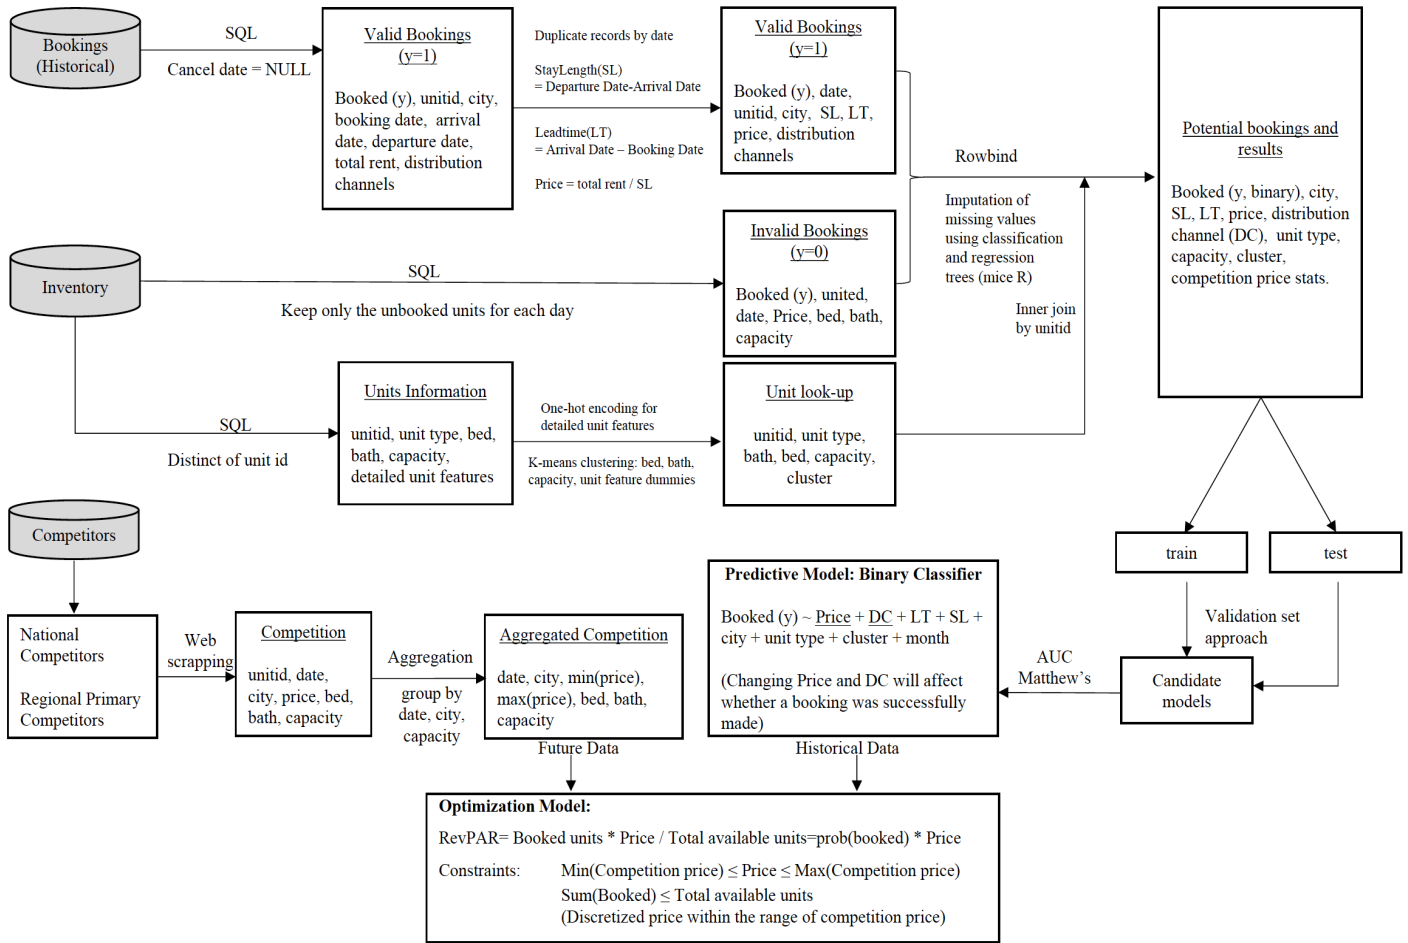 Bookings
(Historical)
SQL
Cancel date = NULL
Valid Bookings
(y=1)
Booked (y), unitid, city,
booking date,  arrival
date, departure date,
total rent, distribution
channels
Duplicate records by date
StayLength(SL)
= Departure Date-Arrival Date
Leadtime(LT)
= Arrival Date – Booking Date
Price = total rent / SL
Valid Bookings
(y=1)
Booked (y), date,
unitid, city,  SL, LT,
price, distribution
channels
Rowbind
Imputation of
missing values
using classification
and regression
trees (mice R)
Inner join
by unitid
Potential bookings and
results
Booked (y, binary), city,
SL, LT, price, distribution
channel (DC),  unit type,
capacity, cluster,
competition price stats.
Inventory
SQL
Keep only the unbooked units for each day
Invalid Bookings
(y=0)
Booked (y), united,
date, Price, bed, bath,
capacity
SQL
Distinct of unit id
Units Information
unitid, unit type, bed,
bath, capacity,
detailed unit features
One-hot encoding for
detailed unit features
K-means clustering: bed, bath,
capacity, unit feature dummies
Unit look-up
unitid, unit type,
bath, bed, capacity,
cluster
train
test
Validation set
approach
Candidate
models
AUC
Matthew’s
Predictive Model: Binary Classifier
Booked (y) ~ Price + DC + LT + SL +
city + unit type + cluster + month
(Changing Price and DC will affect
whether a booking was successfully
made)
Historical Data
Competitors
National
Competitors
Regional Primary
Competitors
Web
scrapping
Competition
unitid, date,
city, price, bed,
bath, capacity
Aggregation
group by
date, city,
capacity
Aggregated Competition
date, city, min(price),
max(price), bed, bath,
capacity
Future Data
Optimization Model:
RevPAR= Booked units * Price / Total available units=prob(booked) * Price
Constraints:
Min(Competition price) ≤ Price ≤ Max(Competition price)
Sum(Booked) ≤ Total available units
(Discretized price within the range of competition price)